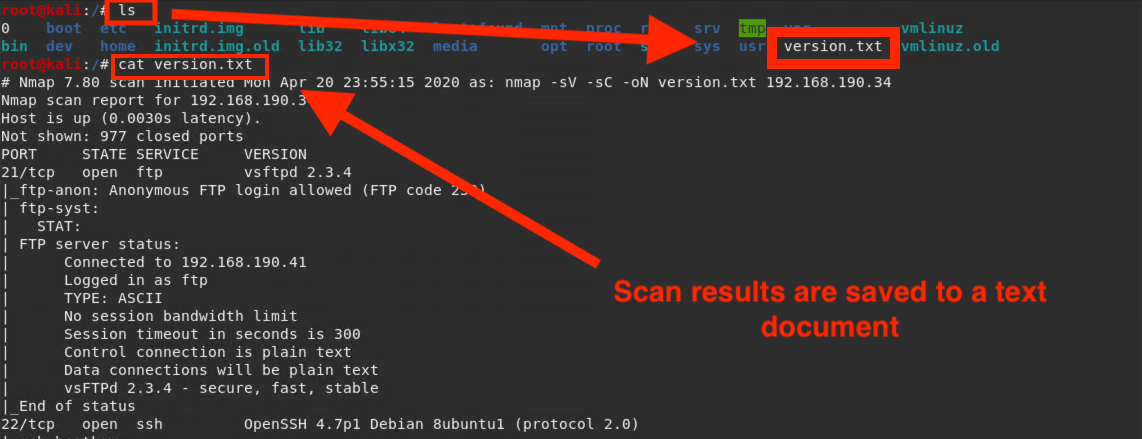 root@kali:/# ls
0 boot etc initrd.img lib lib64 mnt proc srv tmp vmlinuz
bin dev home initrd.img.old lib32 libx32 media opt root sys usr version.txt vmlinuz.old
root@kali:/# cat version.txt
# Nmap 7.80 scan initiated Mon Apr 20 23:55:15 2020 as: nmap -sV -sC -oN version.txt 192.168.190.34
Nmap scan report for 192.168.190.3
Host is up (0.0030s latency).
Not shown: 977 closed ports
PORT STATE SERVICE VERSION
21/tcp open ftp vsftpd 2.3.4
|_ftp-anon: Anonymous FTP login allowed (FTP code 230)
| ftp-syst:
| STAT:
| FTP server status:
| Connected to 192.168.190.41
| Logged in as ftp
| TYPE: ASCII
| No session bandwidth limit
| Session timeout in seconds is 300
| Control connection is plain text
| Data connections will be plain text
| vsFTPd 2.3.4 - secure, fast, stable
|_End of status
22/tcp open ssh OpenSSH 4.7p1 Debian 8ubuntu1 (protocol 2.0)
Scan results are saved to a text
document